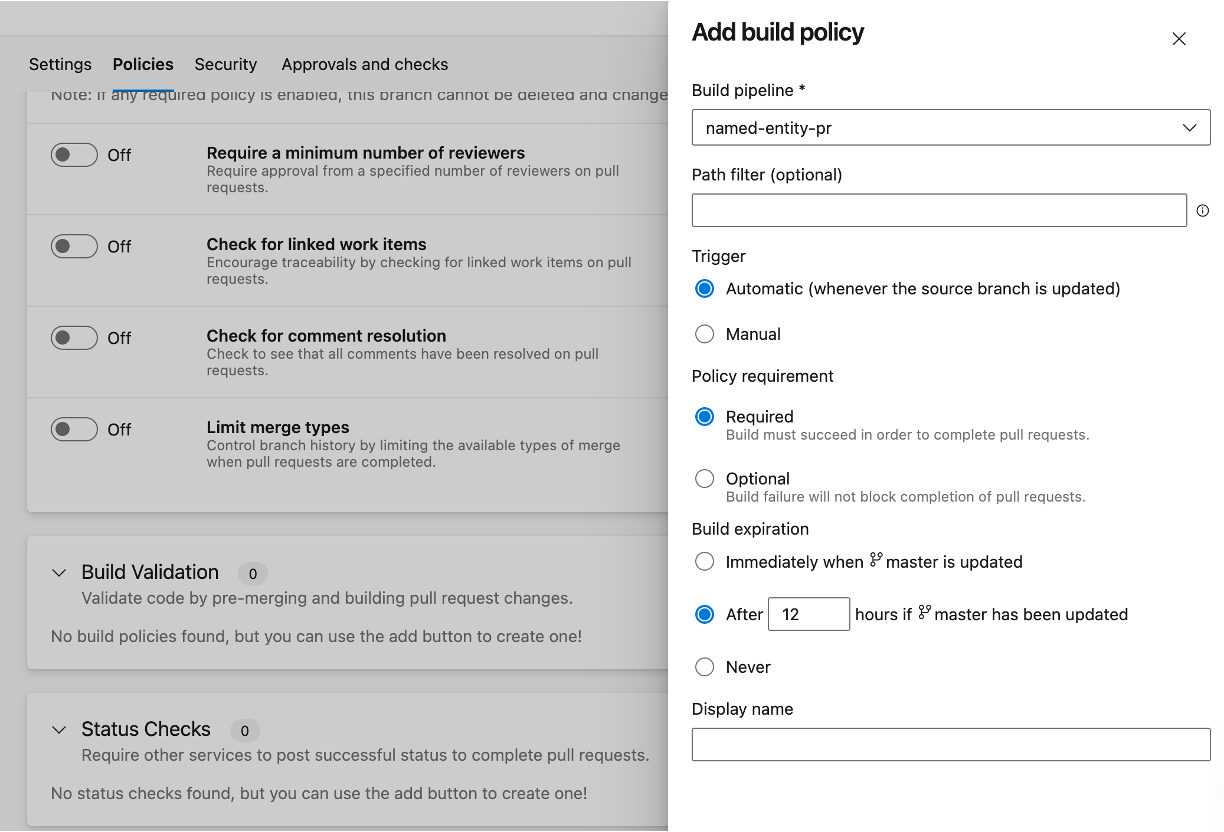 Settings Policies Security Approvals and checks
Note: If any required policy is enabled, this branch cannot be deleted and change
Off
Require a minimum number of reviewers
Require approval from a specified number of reviewers on pull
requests.
Off
Check for linked work items
Encourage traceability by checking for linked work items on pull
requests.
Off
Check for comment resolution
Check to see that all comments have been resolved on pull
requests.
Off
Limit merge types
Control branch history by limiting the available types of merge
when pull requests are completed.
Build Validation 0
Validate code by pre-merging and building pull request changes.
No build policies found, but you can use the add button to create one!
Status Checks 0
Require other services to post successful status to complete pull requests.
No status checks found, but you can use the add button to create one!
Add build policy
Build pipeline *
named-entity-pr
Path filter (optional)
Trigger
Automatic (whenever the source branch is updated)
Manual
Policy requirement
Required
Build must succeed in order to complete pull requests.
Optional
Build failure will not block completion of pull requests.
Build expiration
Immediately when master is updated
After 12 hours if master has been updated
Never
Display name